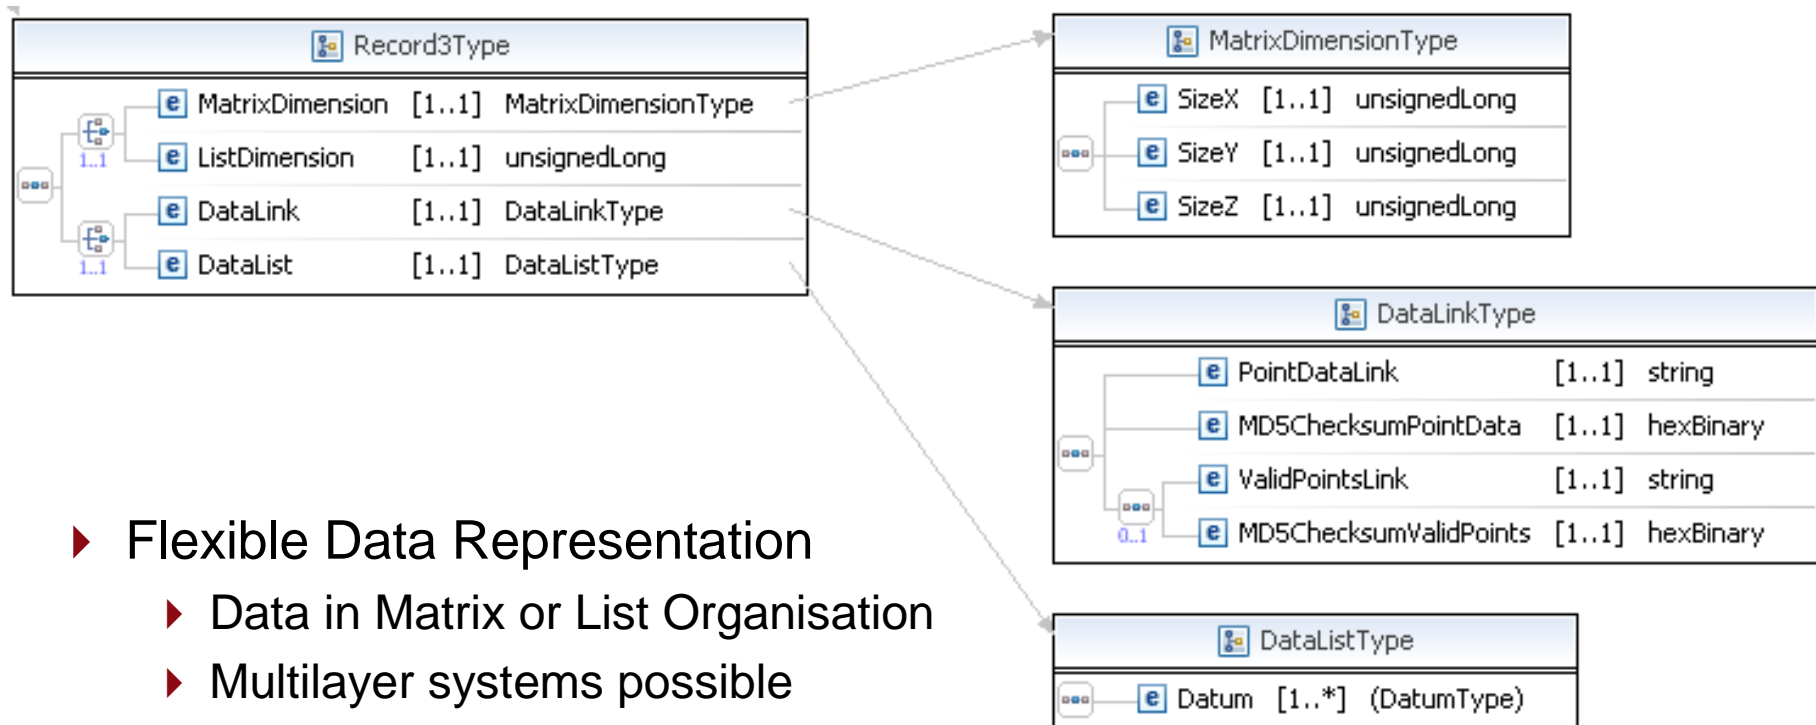 Record3Type
e MatrixDimension [1..1] MatrixDimensionType
1..1
e ListDimension [1..1] unsignedLong
e DataLink [1..1] DataLinkType
1..1
e DataList [1..1] DataListType
MatrixDimensionType
e SizeX [1..1] unsignedLong
e SizeY [1..1] unsignedLong
e SizeZ [1..1] unsignedLong
DataLinkType
e PointDataLink [1..1] string
e MD5ChecksumPointData [1..1] hexBinary
e ValidPointsLink [1..1] string
0..1
e MD5ChecksumValidPoints [1..1] hexBinary
DataListType
e Datum [1..*] (DatumType)
Flexible Data Representation
Data in Matrix or List Organisation
Multilayer systems possible